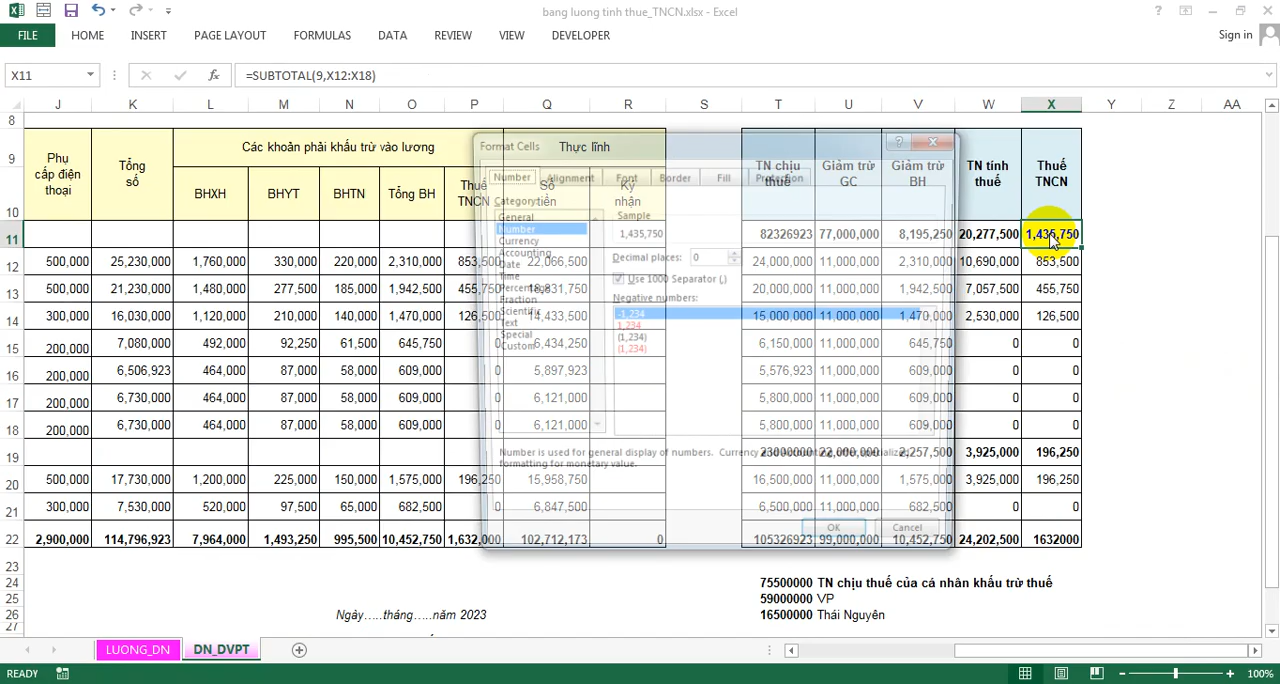 bang luong tinh thue_TNCN.xlsx - Excel
FILE HOME INSERT PAGE LAYOUT FORMULAS DATA REVIEW VIEW DEVELOPER Sign in
X11 fx =SUBTOTAL(9,X12:X18)
J K L M N O P Q R S T U V W X Y Z AA
8
9 Phụ cấp điện thoại Tổng số Các khoản phải khấu trừ vào lương Thực lĩnh TN chịu thuế Giảm trừ GC Giảm trừ BH TN tính thuế Thuế TNCN
10 BHXH BHYT BHTN Tổng BH Thuế TNCN Số tiền Ký nhận
11 82326923 77,000,000 8,195,250 20,277,500 1,435,750
12 500,000 25,230,000 1,760,000 330,000 220,000 2,310,000 853,500 22,066,500 24,000,000 11,000,000 2,310,000 10,690,000 853,500
13 500,000 21,230,000 1,480,000 277,500 185,000 1,942,500 455,750 18,831,750 20,000,000 11,000,000 1,942,500 7,057,500 455,750
14 300,000 16,030,000 1,120,000 210,000 140,000 1,470,000 126,500 14,433,500 15,000,000 11,000,000 1,470,000 2,530,000 126,500
15 200,000 7,080,000 492,000 92,250 61,500 645,750 0 6,434,250 6,150,000 11,000,000 645,750 0 0
16 200,000 6,506,923 464,000 87,000 58,000 609,000 0 5,897,923 5,576,923 11,000,000 609,000 0 0
17 200,000 6,730,000 464,000 87,000 58,000 609,000 0 6,121,000 5,800,000 11,000,000 609,000 0 0
18 200,000 6,730,000 464,000 87,000 58,000 609,000 0 6,121,000 5,800,000 11,000,000 609,000 0 0
19 23000000 22,000,000 2,257,500 3,925,000 196,250
20 500,000 17,730,000 1,200,000 225,000 150,000 1,575,000 196,250 15,958,750 16,500,000 11,000,000 1,575,000 3,925,000 196,250
21 300,000 7,530,000 520,000 97,500 65,000 682,500 0 6,847,500 6,500,000 11,000,000 682,500 0 0
22 2,900,000 114,796,923 7,964,000 1,493,250 995,500 10,452,750 1,632,000 102,712,173 0 105326923 99,000,000 10,452,750 24,202,500 1632000
23
24 75500000 TN chịu thuế của cá nhân khấu trừ thuế
25 59000000 VP
26 Ngày.....tháng.....năm 2023 16500000 Thái Nguyên
27
Format Cells
Number Alignment Font Border Fill Protection
Category:
General
Number
Currency
Accounting
Date
Time
Percentage
Fraction
Scientific
Text
Special
Custom
Sample
1,435,750
Decimal places: 0
Use 1000 Separator (,)
Negative numbers:
-1,234
1,234
(1,234)
(1,234)
Number is used for general display of numbers. Currency and Accounting offer specialized
formatting for monetary value.
OK Cancel
LUONG_DN DN_DVPT
READY 100%